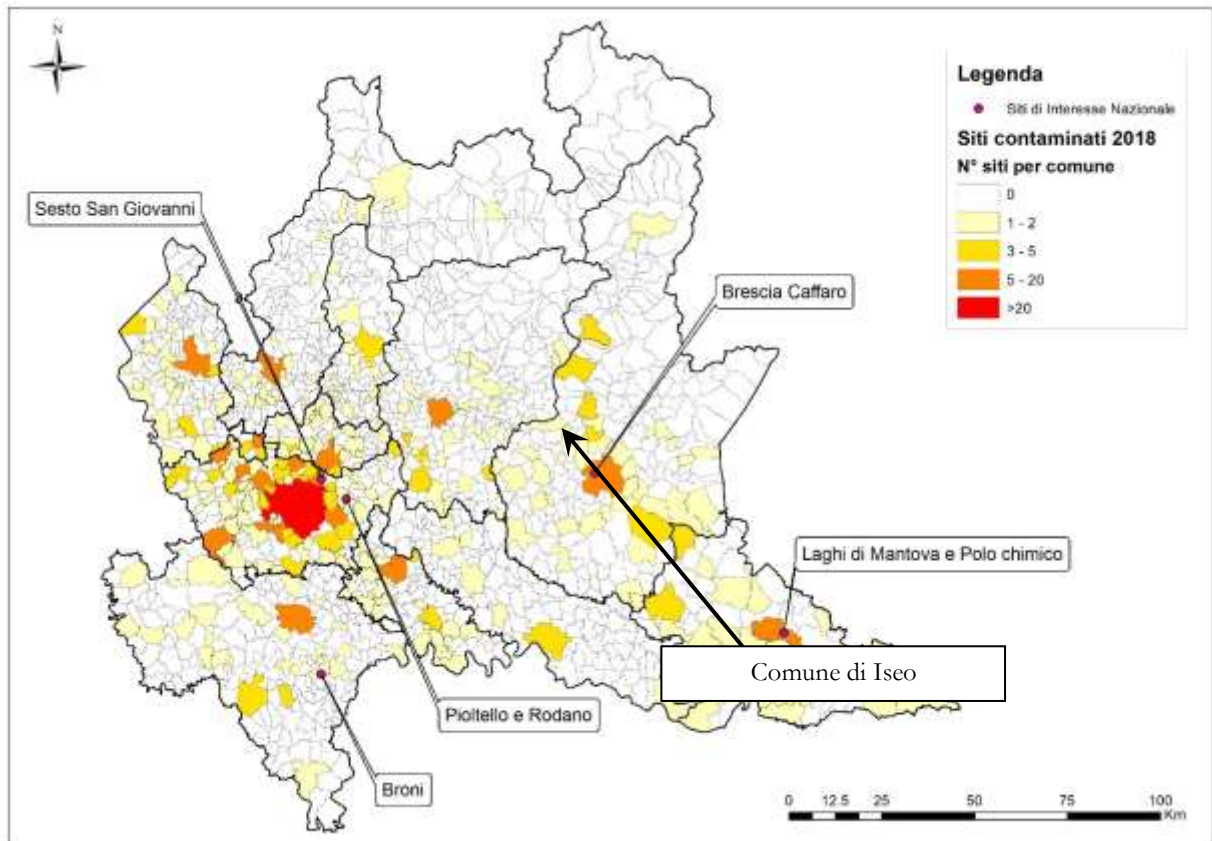 N
Legenda
Siti di Interesse Nazionale
Siti contaminati 2018
N° siti per comune
0
1 - 2
3 - 5
5 - 20
>20
Sesto San Giovanni
Brescia Caffaro
Laghi di Mantova e Polo chimico
Comune di Iseo
Pioltello e Rodano
Broni
0 12.5 25 50 75 100
Km